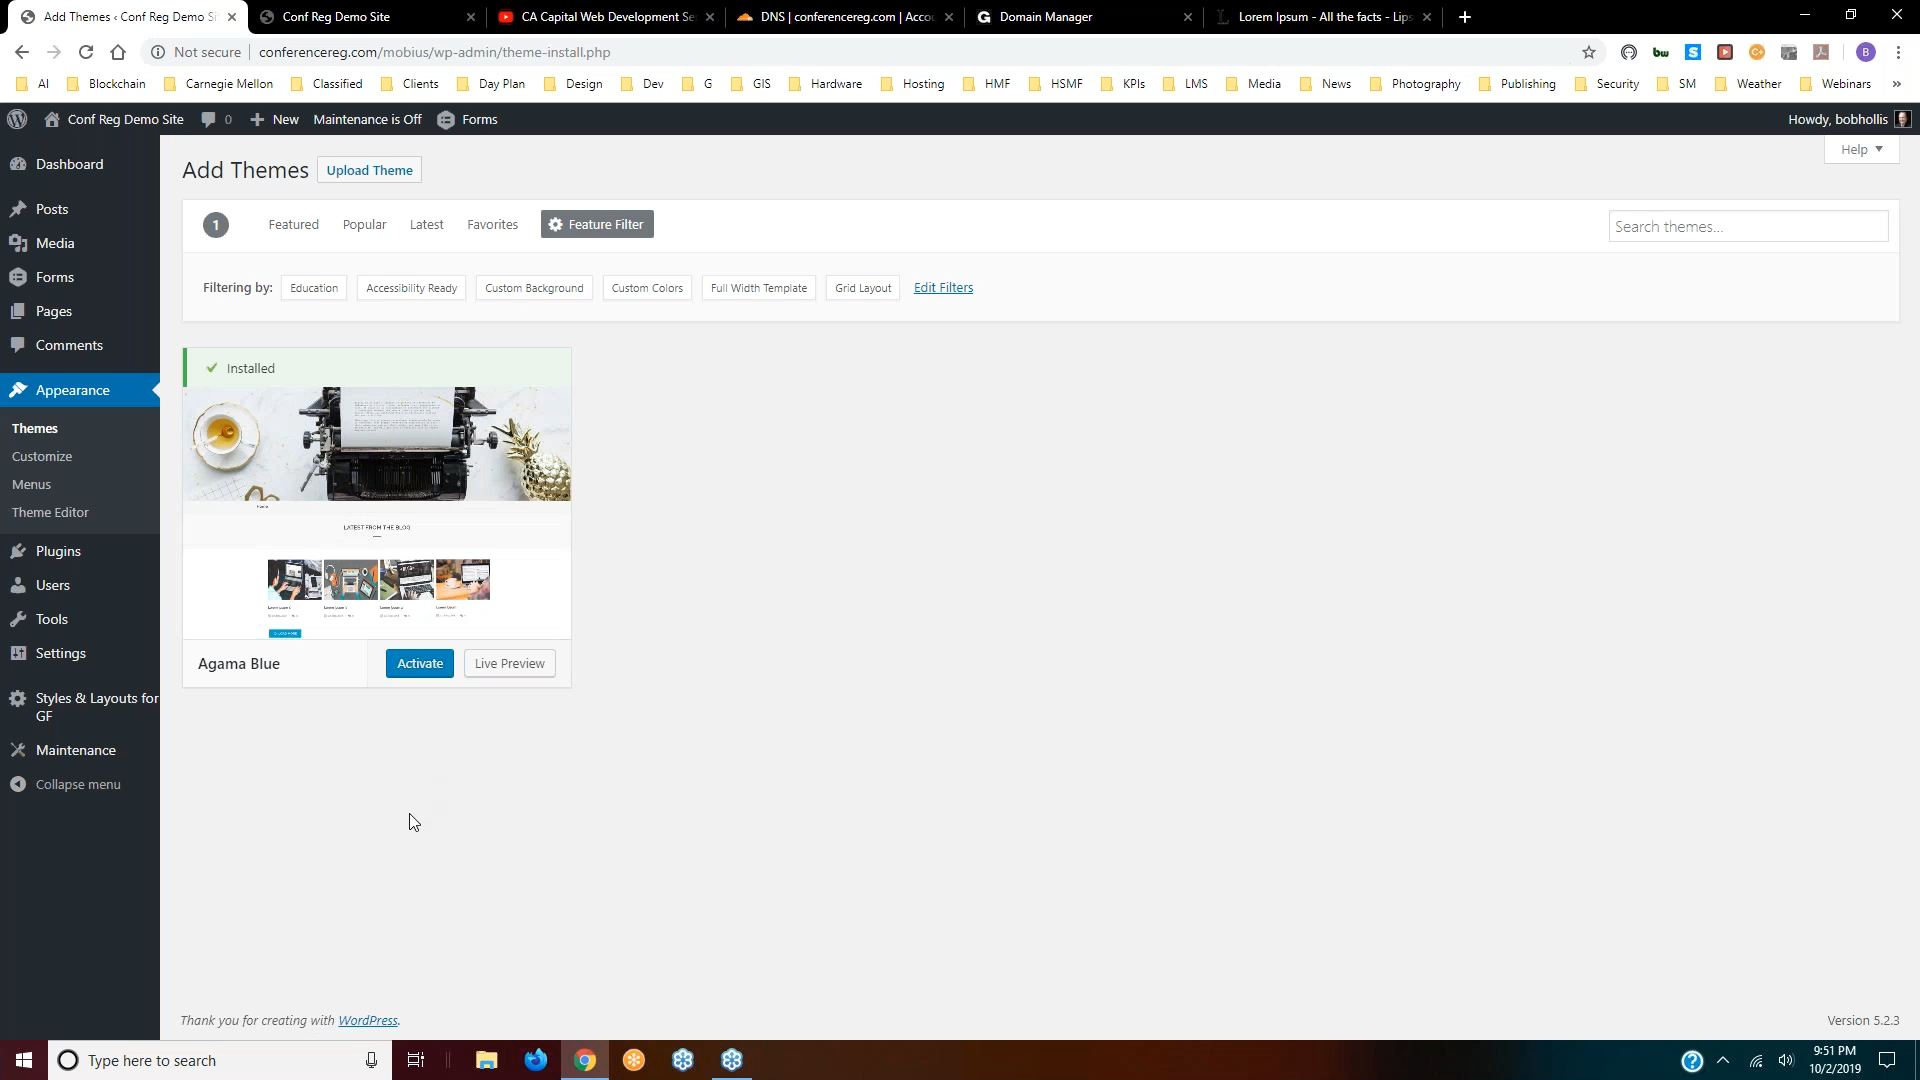 Add Themes ‹ Conf Reg Demo Si
Conf Reg Demo Site
CA Capital Web Development Se
DNS | conferencereg.com | Accou
Domain Manager
Lorem Ipsum - All the facts - Lips
Not secure
conferencereg.com/mobius/wp-admin/theme-install.php
AI
Blockchain
Carnegie Mellon
Classified
Clients
Day Plan
Design
Dev
G
GIS
Hardware
Hosting
HMF
HSMF
KPIs
LMS
Media
News
Photography
Publishing
Security
SM
Weather
Webinars
»
Conf Reg Demo Site
0
New
Maintenance is Off
Forms
Howdy, bobhollis
Dashboard
Posts
Media
Forms
Pages
Comments
Appearance
Themes
Customize
Menus
Theme Editor
Plugins
Users
Tools
Settings
Styles & Layouts for
GF
Maintenance
Collapse menu
Help
Add Themes
Upload Theme
1
Featured
Popular
Latest
Favorites
Feature Filter
Search themes...
Filtering by:
Education
Accessibility Ready
Custom Background
Custom Colors
Full Width Template
Grid Layout
Edit Filters
Installed
Home
LATEST FROM THE BLOG
Agama Blue
Activate
Live Preview
Thank you for creating with WordPress.
Version 5.2.3
Type here to search
9:51 PM
10/2/2019